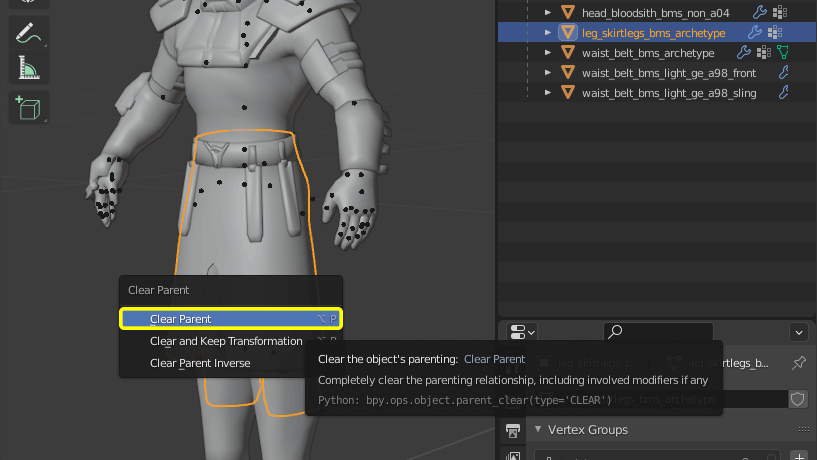 head_bloodsith_bms_non_a04
leg_skirtlegs_bms_archetype
waist_belt_bms_archetype
waist_belt_bms_light_ge_a98_front
waist_belt_bms_light_ge_a98_sling
Clear Parent
Clear Parent ⌥ P
Clear and Keep Transformation
Clear Parent Inverse
Clear the object's parenting: Clear Parent
Completely clear the parenting relationship, including involved modifiers if any
Python: bpy.ops.object.parent_clear(type='CLEAR')
Vertex Groups